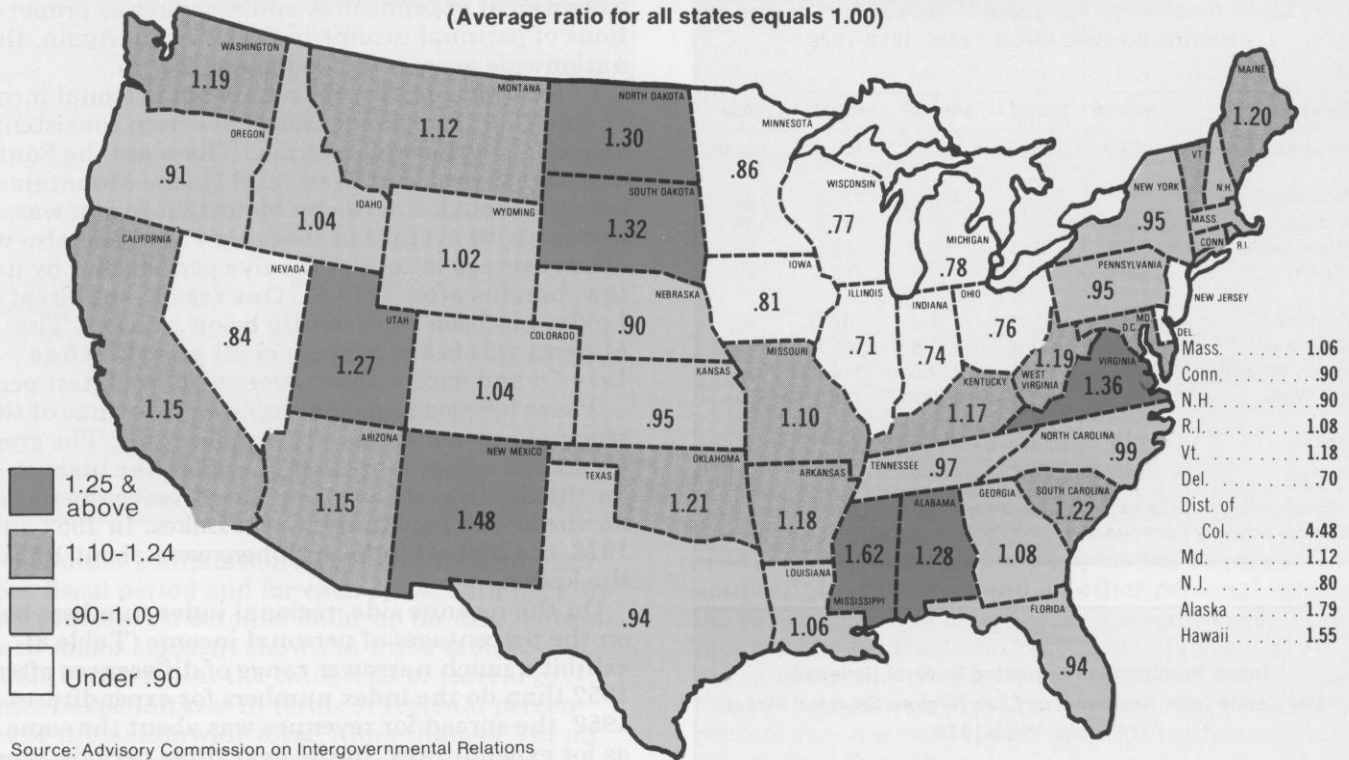 (Average ratio for all states equals 1.00)
WASHINGTON
1.19
OREGON
.91
CALIFORNIA
1.15
NEVADA
.84
IDAHO
1.04
MONTANA
1.12
WYOMING
1.02
UTAH
1.27
COLORADO
1.04
ARIZONA
1.15
NEW MEXICO
1.48
NORTH DAKOTA
1.30
SOUTH DAKOTA
1.32
NEBRASKA
.90
KANSAS
.95
OKLAHOMA
1.21
TEXAS
.94
MINNESOTA
.86
IOWA
.81
MISSOURI
1.10
ARKANSAS
1.18
LOUISIANA
1.06
WISCONSIN
.77
ILLINOIS
.71
MICHIGAN
.78
INDIANA
.74
OHIO
.76
KENTUCKY
1.17
TENNESSEE
.97
MISSISSIPPI
1.62
ALABAMA
1.28
GEORGIA
1.08
FLORIDA
.94
SOUTH CAROLINA
1.22
NORTH CAROLINA
.99
VIRGINIA
1.36
WEST
VIRGINIA
1.19
MD.
D.C.
DEL.
PENNSYLVANIA
.95
NEW JERSEY
NEW YORK
.95
CONN.
R.I.
MASS.
VT.
N.H.
MAINE
1.20
Mass. . . . . . . . . 1.06
Conn. . . . . . . . . .90
N.H. . . . . . . . . . .90
R.I. . . . . . . . . . 1.08
Vt. . . . . . . . . . . 1.18
Del. . . . . . . . . . .70
Dist. of
Col. . . . . . . . 4.48
Md. . . . . . . . . . 1.12
N.J. . . . . . . . . . .80
Alaska . . . . . . 1.79
Hawaii . . . . . . 1.55
1.25 &
above
1.10-1.24
.90-1.09
Under .90
Source: Advisory Commission on Intergovernmental Relations